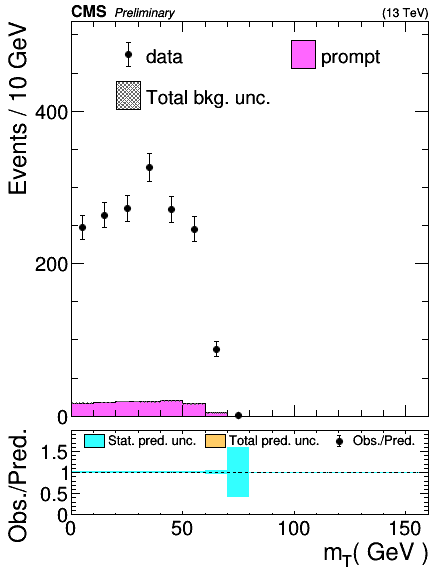 CMS Preliminary (13 TeV)
Events / 10 GeV
data
prompt
Total bkg. unc.
400
200
0
Obs./Pred.
Stat. pred. unc. Total pred. unc. Obs./Pred.
1.5
1
0.5
0
0 50 100 150
m_T( GeV )